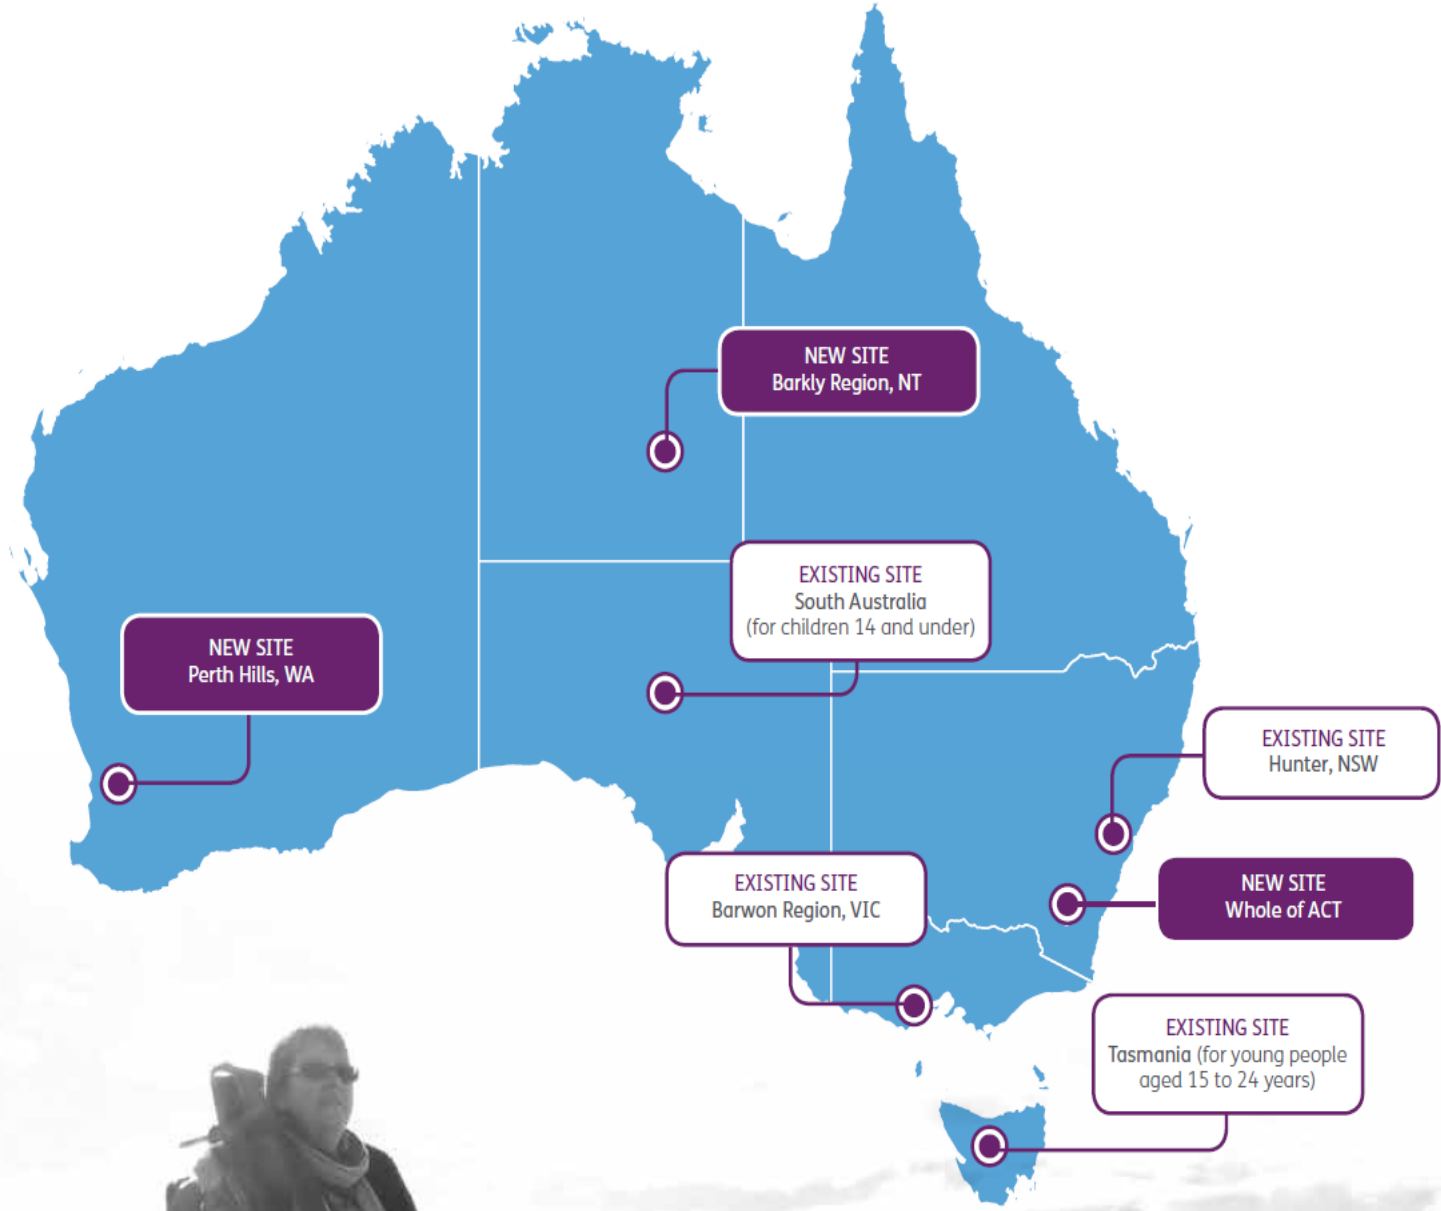 NEW SITE
Barkly Region, NT
EXISTING SITE
South Australia
(for children 14 and under)
NEW SITE
Perth Hills, WA
EXISTING SITE
Hunter, NSW
EXISTING SITE
Barwon Region, VIC
NEW SITE
Whole of ACT
EXISTING SITE
Tasmania (for young people
aged 15 to 24 years)